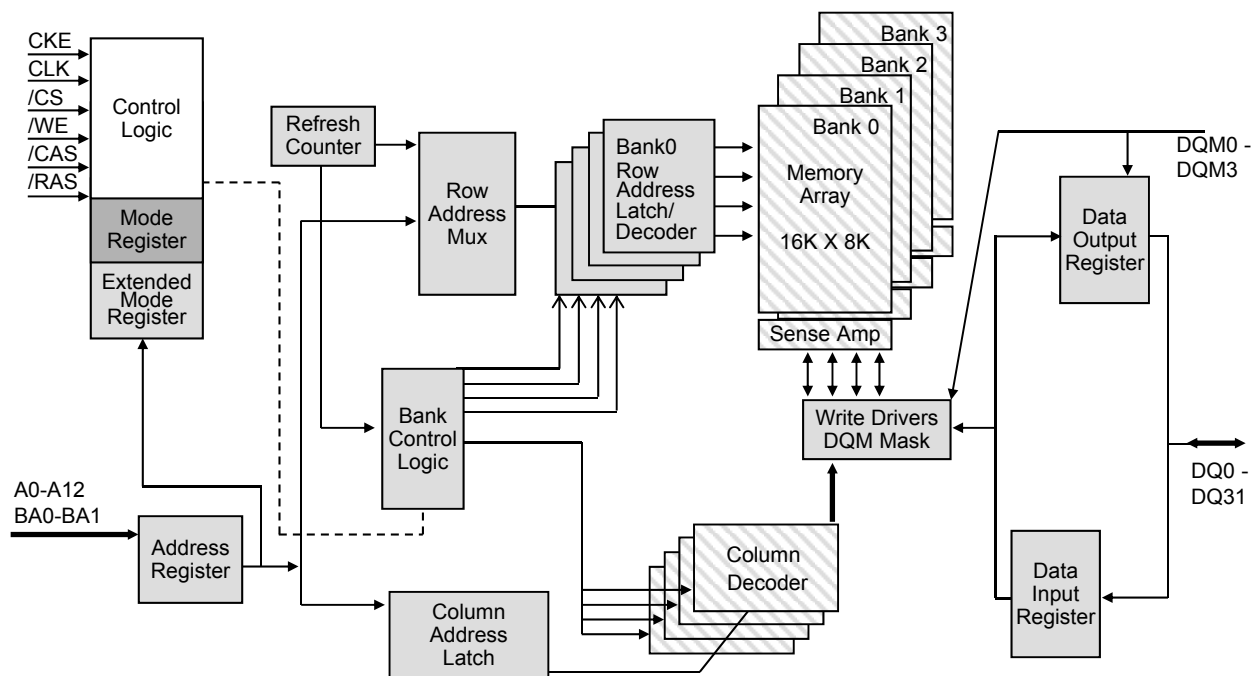 CKE
CLK
/CS
/WE
/CAS
/RAS
Control
Logic
Mode
Register
Extended
Mode
Register
A0-A12
BA0-BA1
Address
Register
Refresh
Counter
Row
Address
Mux
Bank
Control
Logic
Column
Address
Latch
Bank0
Row
Address
Latch/
Decoder
Bank 3
Bank 2
Bank 1
Bank 0
Memory
Array
16K X 8K
Sense Amp
Write Drivers
DQM Mask
Column
Decoder
DQM0 -
DQM3
Data
Output
Register
DQ0 -
DQ31
Data
Input
Register